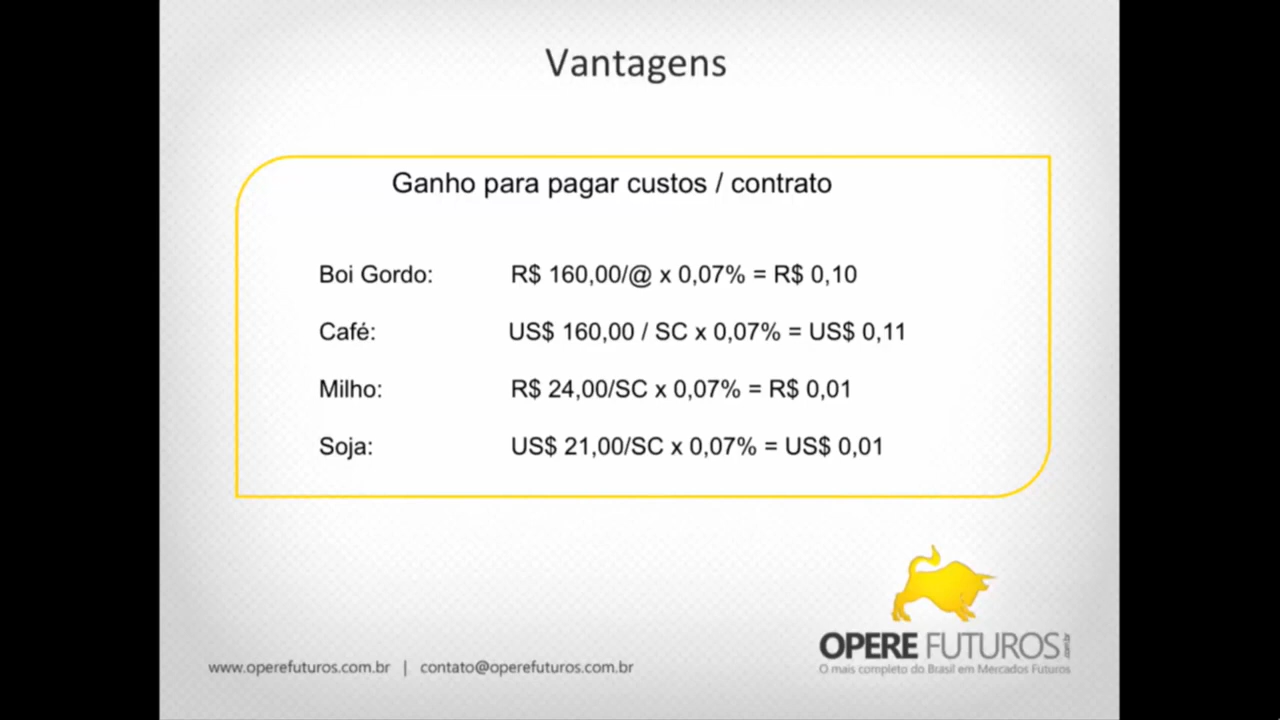 Vantagens
Ganho para pagar custos / contrato
Boi Gordo: R$ 160,00/@ x 0,07% = R$ 0,10
Café: US$ 160,00 / SC x 0,07% = US$ 0,11
Milho: R$ 24,00/SC x 0,07% = R$ 0,01
Soja: US$ 21,00/SC x 0,07% = US$ 0,01
OPERE FUTUROS .com.br
O mais completo do Brasil em Mercados Futuros
www.operefuturos.com.br | contato@operefuturos.com.br